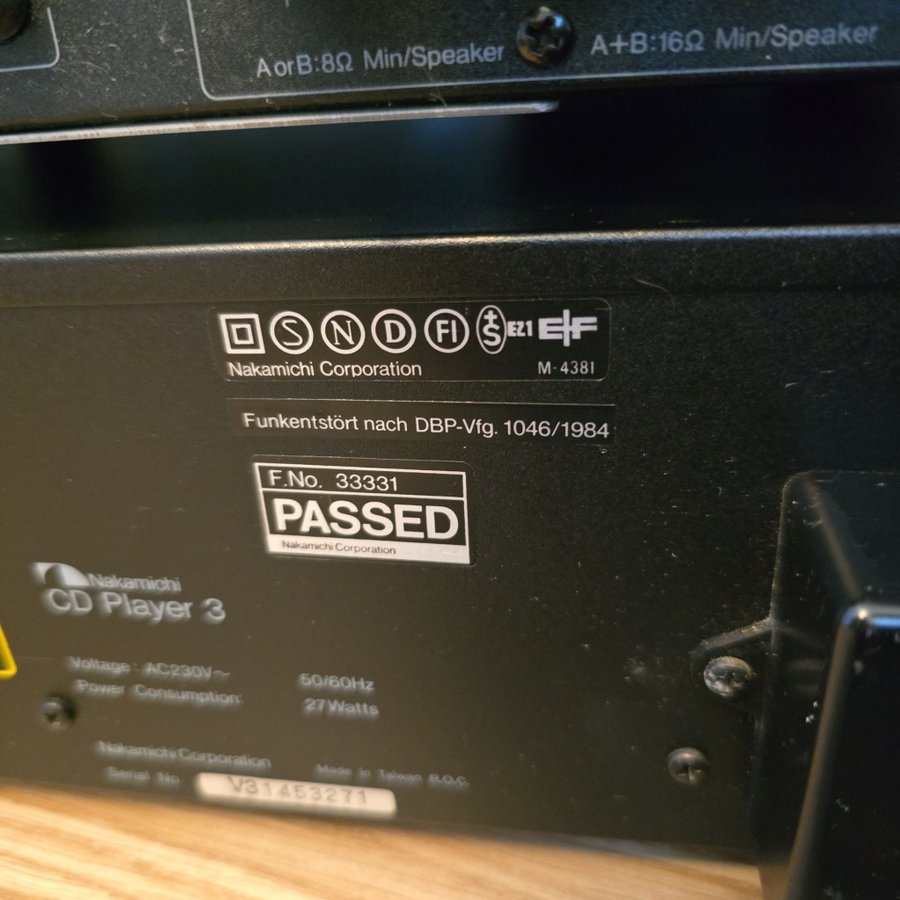 A or B:8Ω Min/Speaker
A+B:16Ω Min/Speaker
S N D FI +S EZ1 E+F
Nakamichi Corporation M-4381
Funkentstört nach DBP-Vfg. 1046/1984
F.No. 33331
PASSED
Nakamichi Corporation
Nakamichi
CD Player 3
Voltage: AC230V~ 50/60Hz
Power Consumption: 27Watts
Nakamichi Corporation Made in Taiwan R.O.C.
Serial No. V31453271